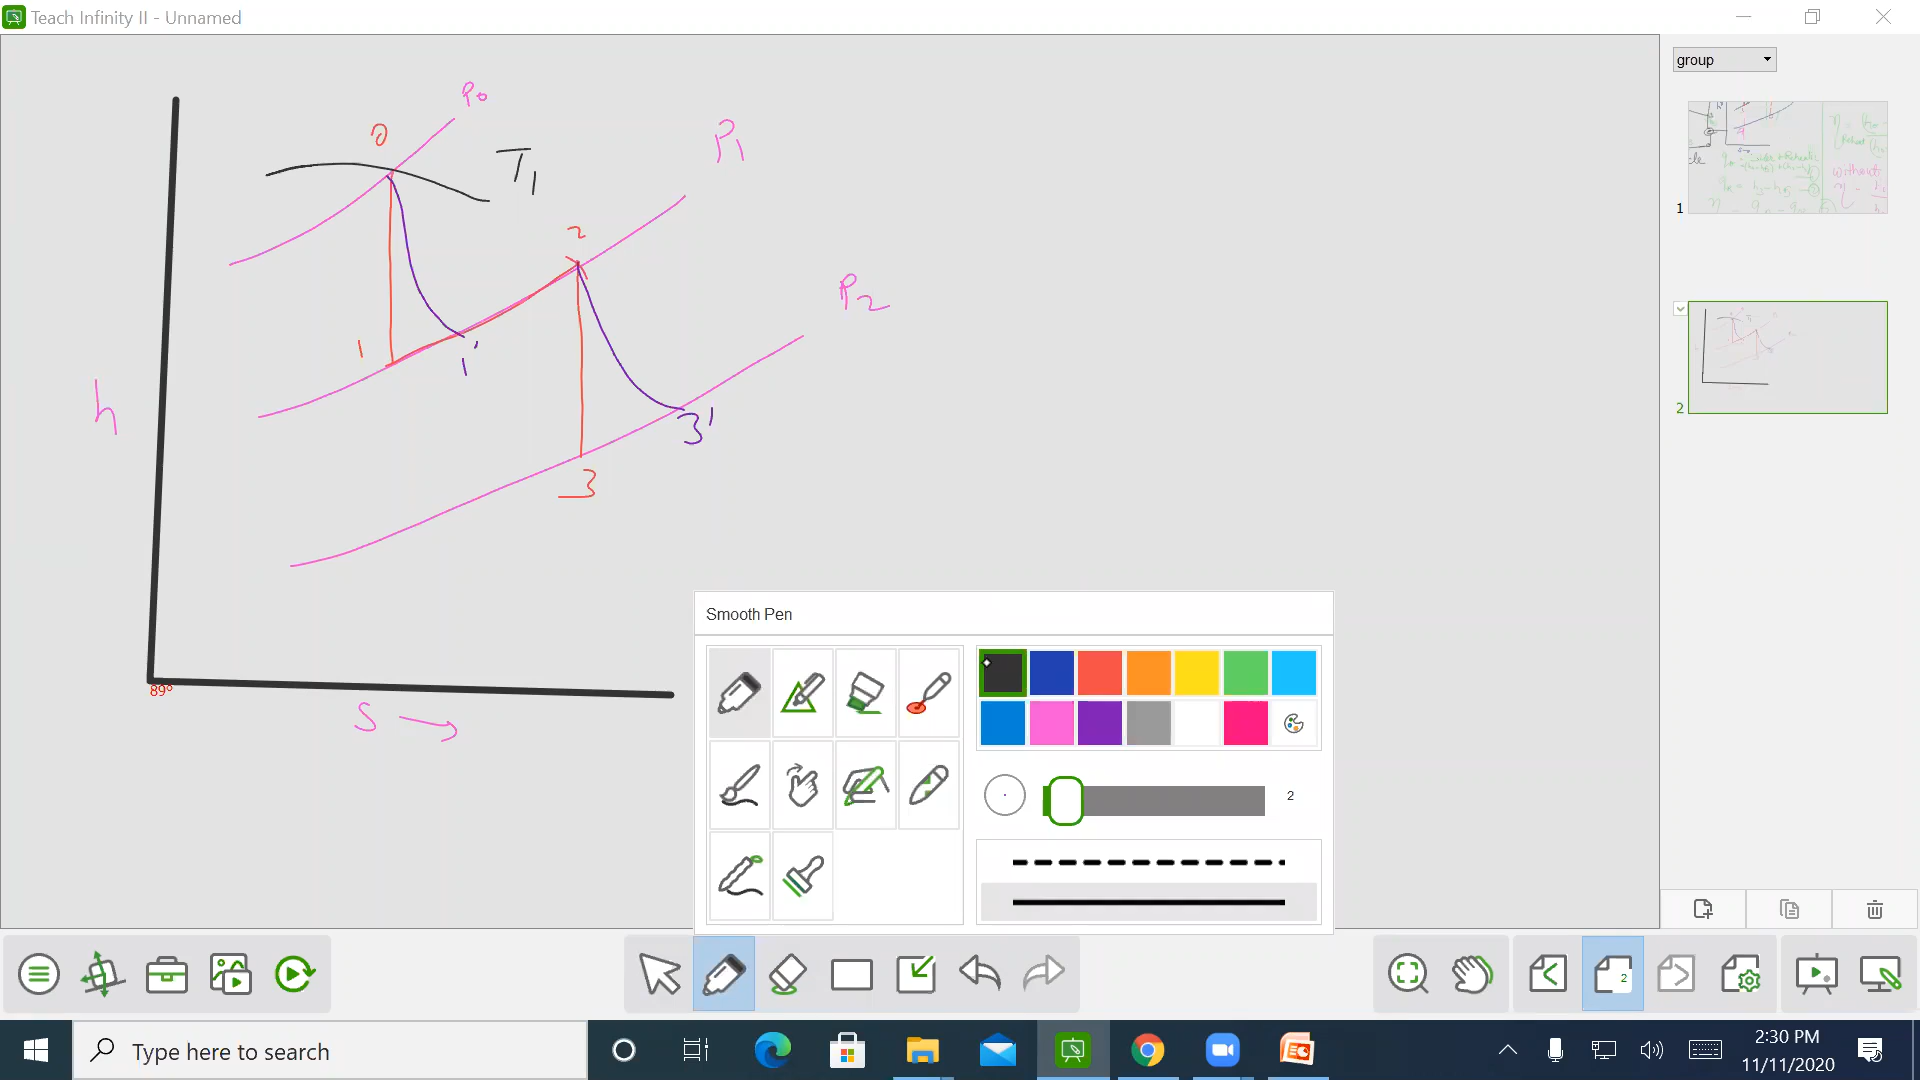 Teach Infinity II - Unnamed
group
P0
0
T1
P1
2
P2
1
1'
3'
3
h
89°
S
Smooth Pen
2
1
2
2
Type here to search
2:30 PM
11/11/2020